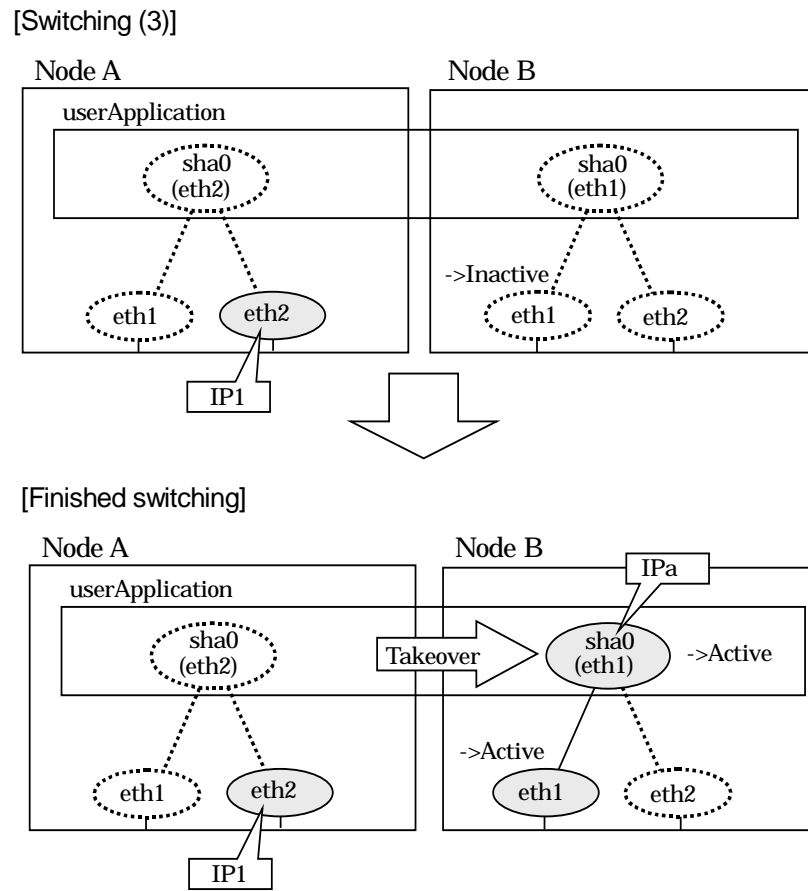 [Switching (3)]
Node A
Node B
userApplication
sha0
(eth2)
sha0
(eth1)
->Inactive
eth1
eth2
eth1
eth2
IP1
[Finished switching]
Node A
Node B
IPa
userApplication
sha0
(eth2)
Takeover
sha0
(eth1)
->Active
->Active
eth1
eth2
eth1
eth2
IP1